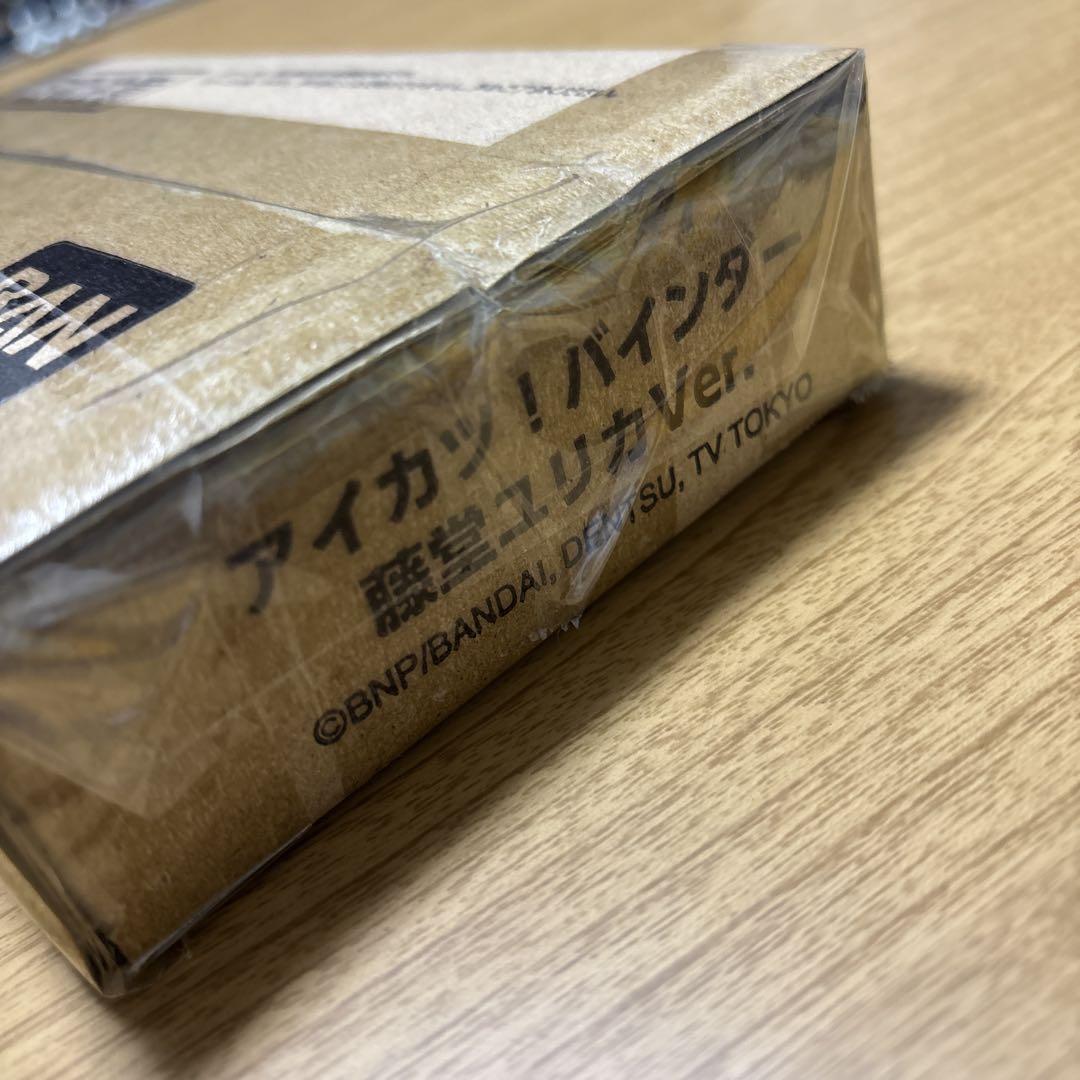 アイカツ！バインター
藤堂ユリカVer.
©BNP/BANDAI, DENTSU, TV TOKYO